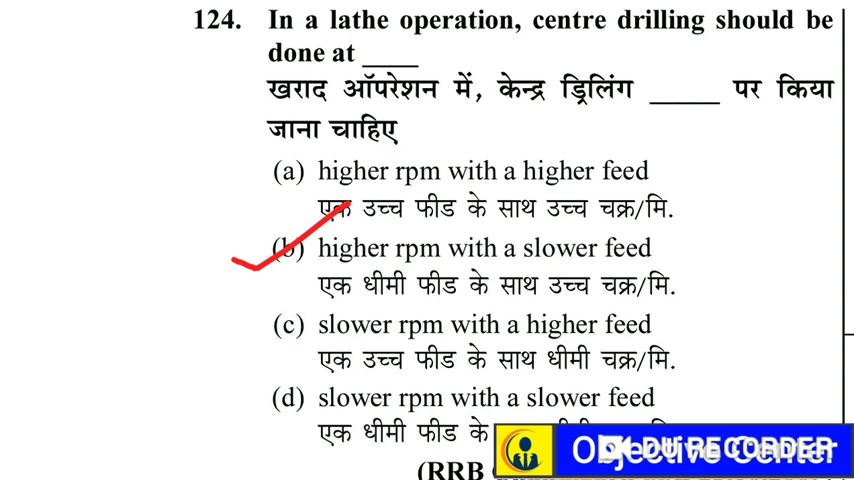 124. In a lathe operation, centre drilling should be
done at ____
खराद ऑपरेशन में, केन्द्र ड्रिलिंग _____ पर किया
जाना चाहिए
(a) higher rpm with a higher feed
एक उच्च फीड के साथ उच्च चक्र/मि.
(b) higher rpm with a slower feed
एक धीमी फीड के साथ उच्च चक्र/मि.
(c) slower rpm with a higher feed
एक उच्च फीड के साथ धीमी चक्र/मि.
(d) slower rpm with a slower feed
एक धीमी फीड के
Objective Center
DU RECORDER
(RRB